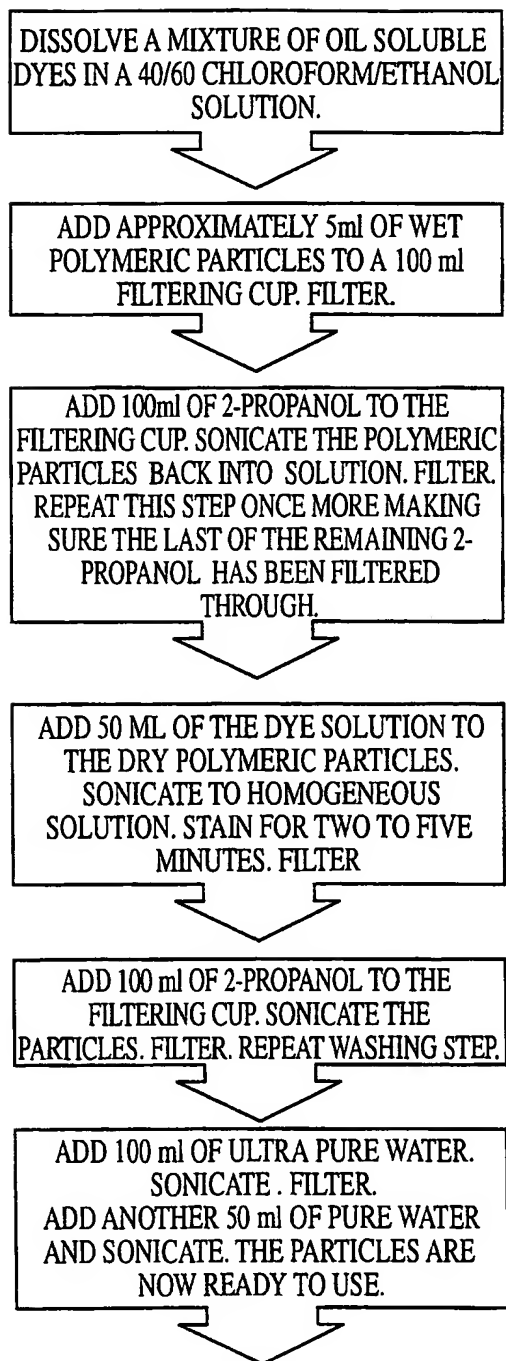 DISSOLVE A MIXTURE OF OIL SOLUBLE
DYES IN A 40/60 CHLOROFORM/ETHANOL
SOLUTION.
ADD APPROXIMATELY 5ml OF WET
POLYMERIC PARTICLES TO A 100 ml
FILTERING CUP. FILTER.
ADD 100ml OF 2-PROPANOL TO THE
FILTERING CUP. SONICATE THE POLYMERIC
PARTICLES BACK INTO SOLUTION. FILTER.
REPEAT THIS STEP ONCE MORE MAKING
SURE THE LAST OF THE REMAINING 2-
PROPANOL HAS BEEN FILTERED
THROUGH.
ADD 50 ML OF THE DYE SOLUTION TO
THE DRY POLYMERIC PARTICLES.
SONICATE TO HOMOGENEOUS
SOLUTION. STAIN FOR TWO TO FIVE
MINUTES. FILTER
ADD 100 ml OF 2-PROPANOL TO THE
FILTERING CUP. SONICATE THE
PARTICLES. FILTER. REPEAT WASHING STEP.
ADD 100 ml OF ULTRA PURE WATER.
SONICATE . FILTER.
ADD ANOTHER 50 ml OF PURE WATER
AND SONICATE. THE PARTICLES ARE
NOW READY TO USE.